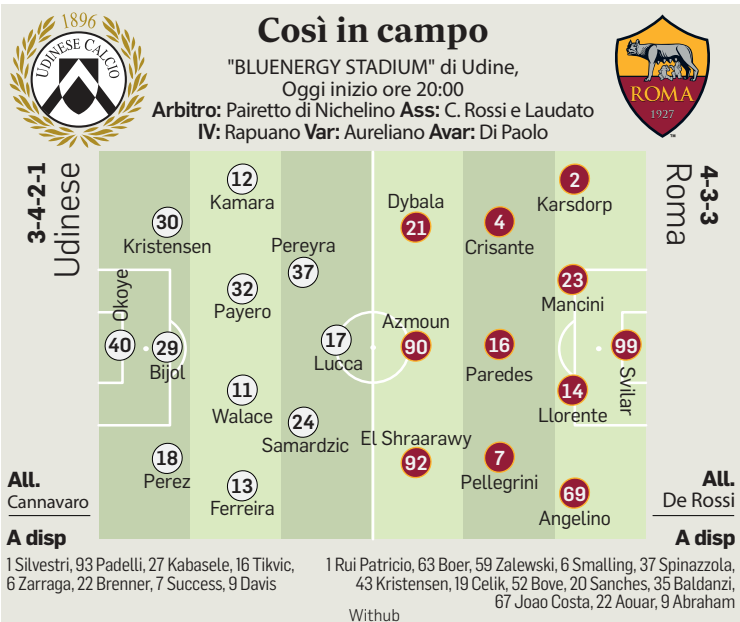 1896
UDINESE CALCIO
Così in campo
"BLUENERGY STADIUM" di Udine,
Oggi inizio ore 20:00
Arbitro: Pairetto di Nichelino Ass: C. Rossi e Laudato
IV: Rapuano Var: Aureliano Avar: Di Paolo
ROMA
1927
3-4-2-1
Udinese
4-3-3
Roma
40
Okoye
30
Kristensen
29
Bijol
18
Perez
12
Kamara
32
Payero
11
Walace
13
Ferreira
Pereyra
37
24
Samardzic
17
Lucca
Dybala
21
Azmoun
90
El Shraarawy
92
4
Crisante
16
Paredes
7
Pellegrini
2
Karsdorp
23
Mancini
14
Llorente
69
Angelino
99
Svilar
All.
Cannavaro
A disp
1 Silvestri, 93 Padelli, 27 Kabasele, 16 Tikvic,
6 Zarraga, 22 Brenner, 7 Success, 9 Davis
All.
De Rossi
A disp
1 Rui Patricio, 63 Boer, 59 Zalewski, 6 Smalling, 37 Spinazzola,
43 Kristensen, 19 Celik, 52 Bove, 20 Sanches, 35 Baldanzi,
67 Joao Costa, 22 Aouar, 9 Abraham
Withub